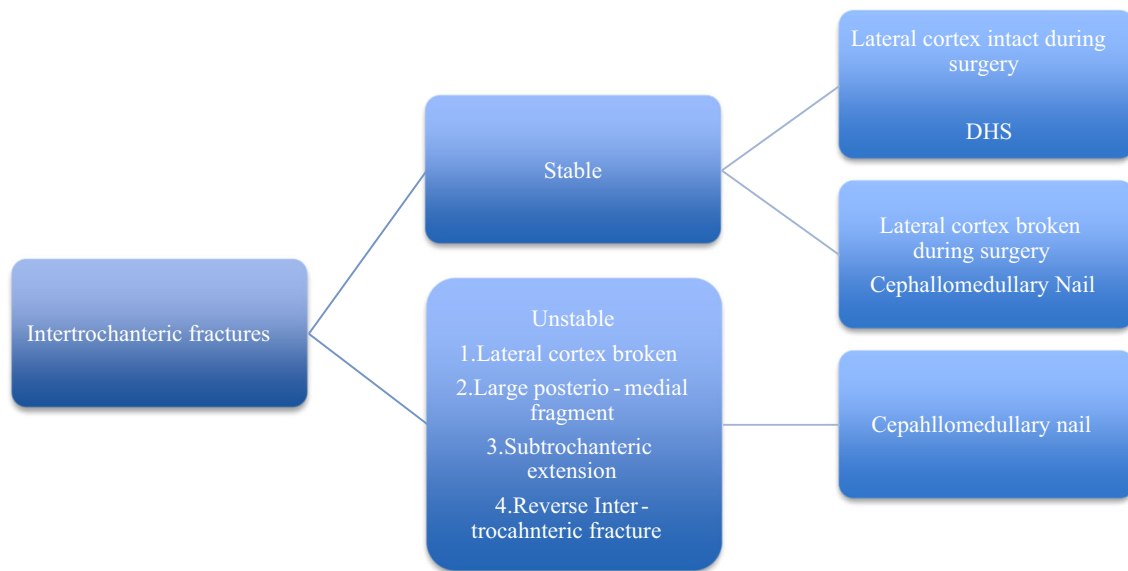 Intertrochanteric fractures
Stable
Unstable
1.Lateral cortex broken
2.Large posterio - medial
fragment
3.Subtrochanteric
extension
4.Reverse Inter -
trocahnteric fracture
Lateral cortex intact during
surgery
DHS
Lateral cortex broken
during surgery
Cephallomedullary Nail
Cepahllomedullary nail